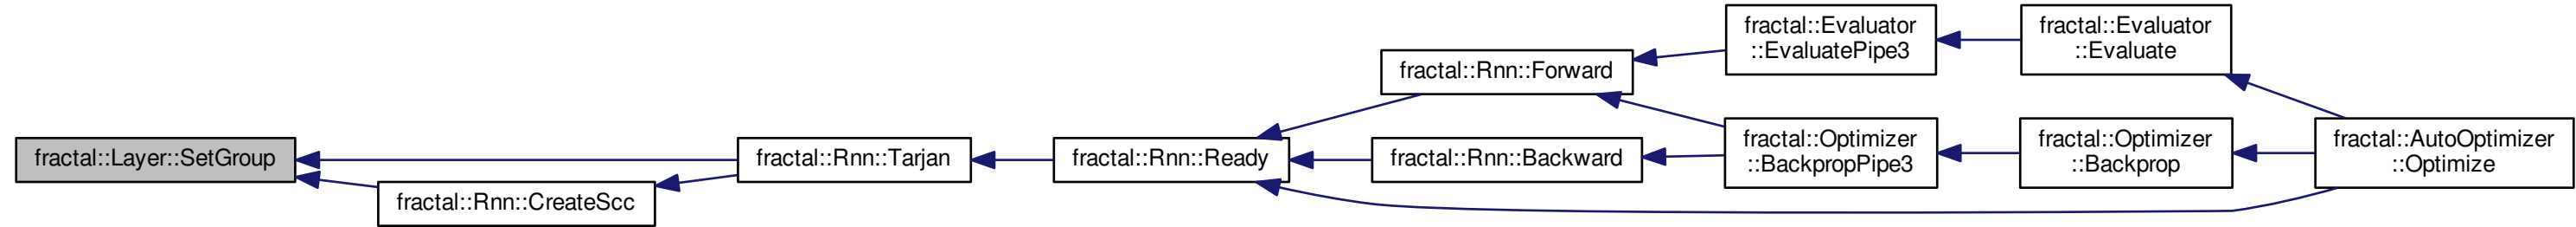 fractal::Layer::SetGroup
fractal::Rnn::CreateScc
fractal::Rnn::Tarjan
fractal::Rnn::Ready
fractal::Rnn::Forward
fractal::Rnn::Backward
fractal::Evaluator
::EvaluatePipe3
fractal::Optimizer
::BackpropPipe3
fractal::Evaluator
::Evaluate
fractal::Optimizer
::Backprop
fractal::AutoOptimizer
::Optimize